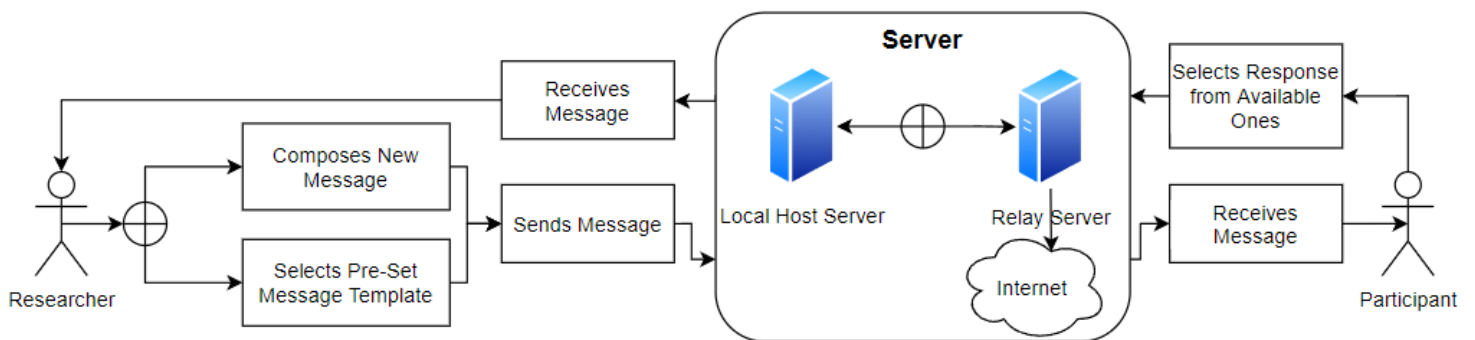 Server
Receives
Message
Selects Response
from Available
Ones
Composes New
Message
Local Host Server
Relay Server
Sends Message
Receives
Message
Selects Pre-Set
Message Template
Internet
Researcher
Participant